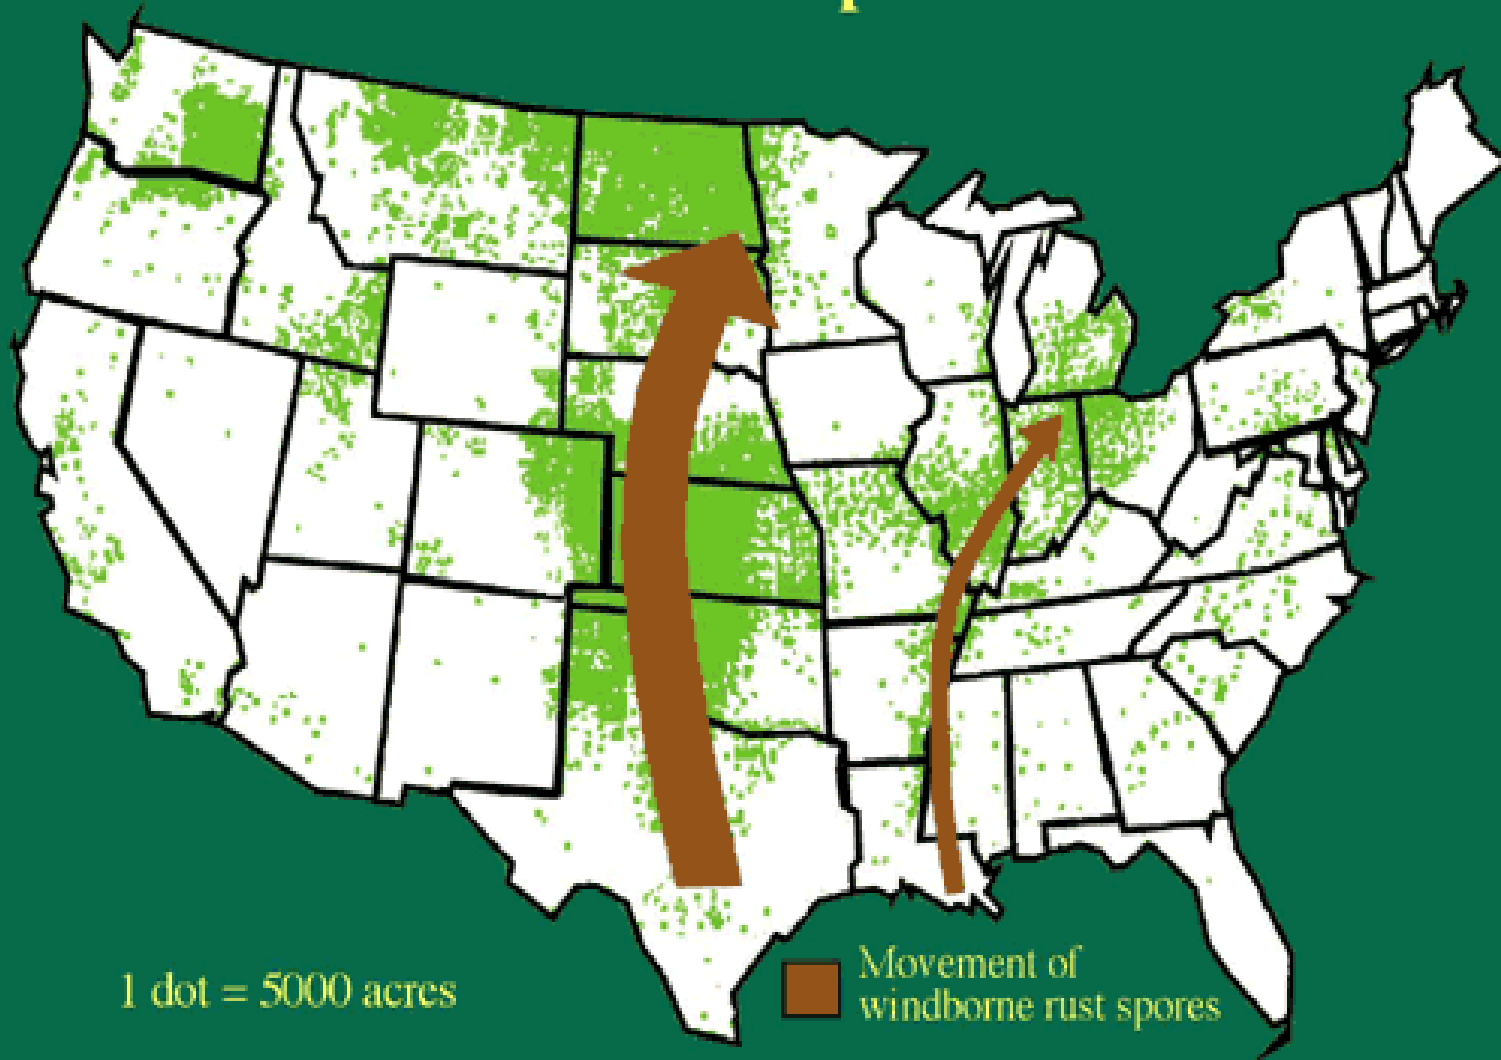 1 dot = 5000 acres
Movement of
windborne rust spores